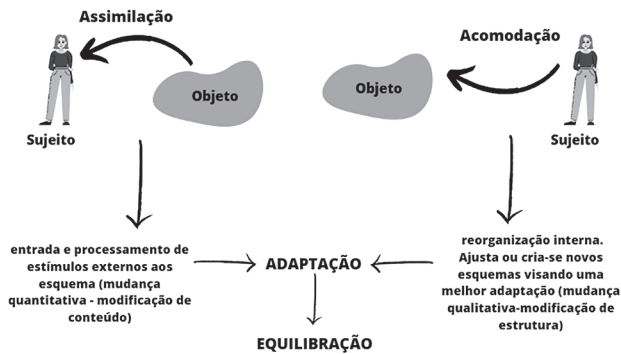 Assimilação
Objeto
Sujeito
entrada e processamento de
estímulos externos aos
esquema (mudança
quantitativa - modificação de
conteúdo)
Acomodação
Objeto
Sujeito
reorganização interna.
Ajusta ou cria-se novos
esquemas visando uma
melhor adaptação (mudança
qualitativa-modificação de
estrutura)
ADAPTAÇÃO
EQUILIBRAÇÃO